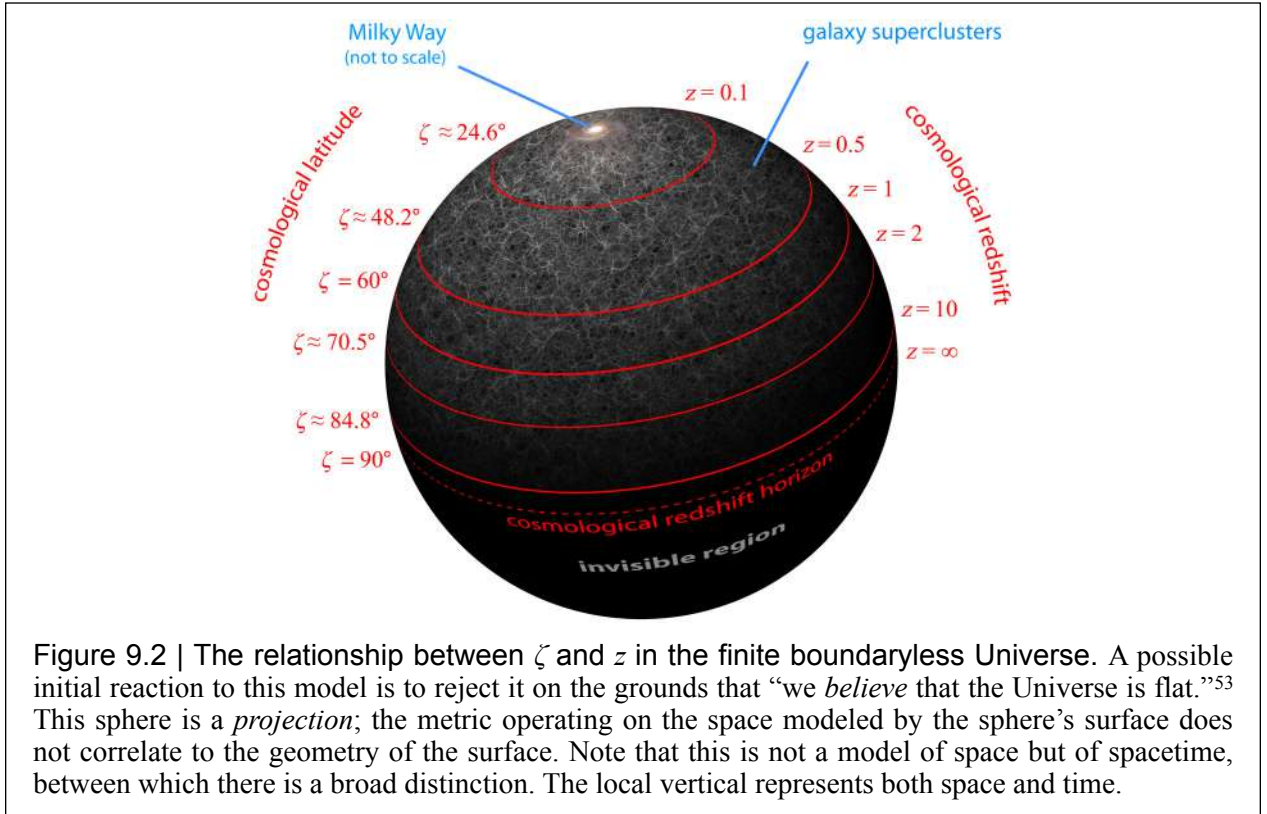 Milky Way
(not to scale)
galaxy superclusters
cosmological latitude
cosmological redshift
z = 0.1
ζ ≈ 24.6°
z = 0.5
z = 1
ζ ≈ 48.2°
z = 2
ζ = 60°
z = 10
ζ ≈ 70.5°
z = ∞
ζ ≈ 84.8°
ζ = 90°
cosmological redshift horizon
invisible region
Figure 9.2 | The relationship between ζ and z in the finite boundaryless Universe. A possible
initial reaction to this model is to reject it on the grounds that “we believe that the Universe is flat.”⁵³
This sphere is a projection; the metric operating on the space modeled by the sphere’s surface does
not correlate to the geometry of the surface. Note that this is not a model of space but of spacetime,
between which there is a broad distinction. The local vertical represents both space and time.